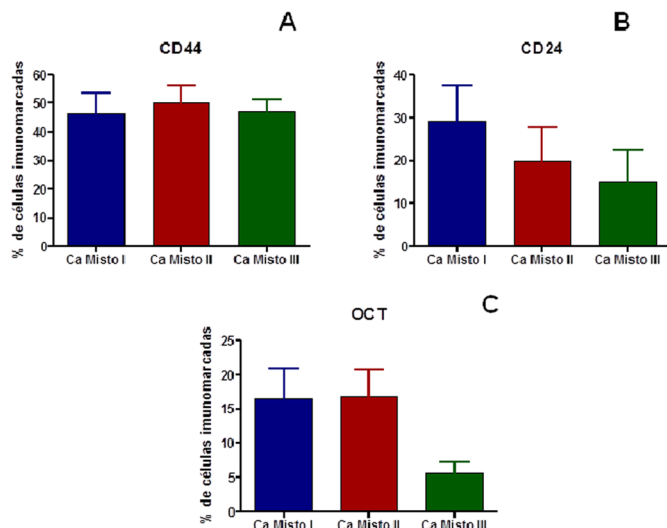 A
CD44
% de células imunomarcadas
60
50
40
30
20
10
0
Ca Misto I Ca Misto II Ca Misto III
B
CD24
% de células imunomarcadas
40
30
20
10
0
Ca Misto I Ca Misto II Ca Misto III
C
OCT
% de células imunomarcadas
25
20
15
10
5
0
Ca Misto I Ca Misto II Ca Misto III